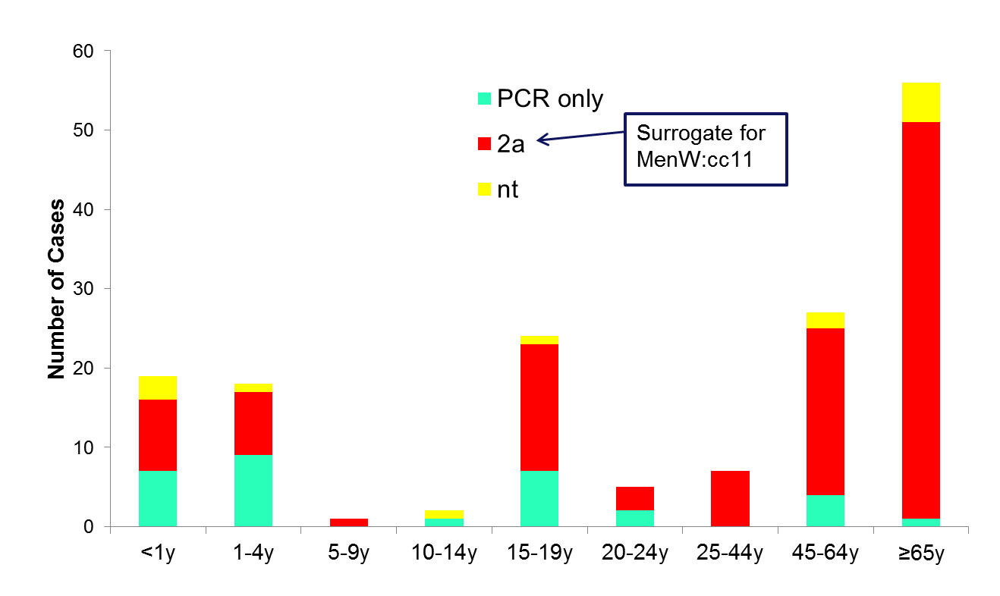 60
50
40
30
20
10
0
Number of Cases
PCR only
2a
nt
Surrogate for
MenW:cc11
<1y
1-4y
5-9y
10-14y
15-19y
20-24y
25-44y
45-64y
≥65y